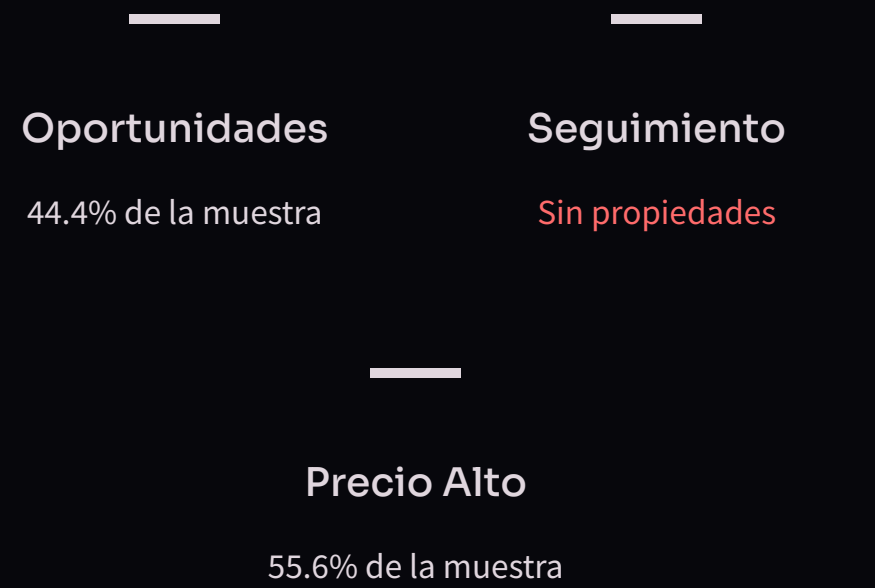 Oportunidades
44.4% de la muestra
Seguimiento
Sin propiedades
Precio Alto
55.6% de la muestra